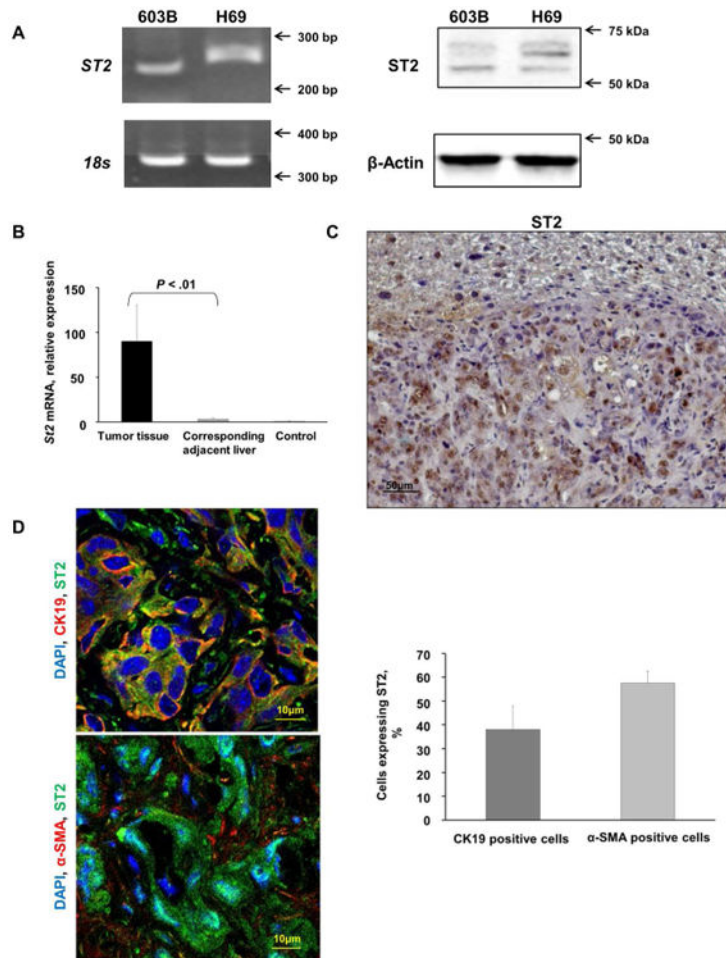 A
603B H69
ST2
300 bp
200 bp
18s
400 bp
300 bp
603B H69
ST2
75 kDa
50 kDa
β-Actin
50 kDa
B
St2 mRNA, relative expression
150
100
50
0
P < .01
Tumor tissue
Corresponding
adjacent liver
Control
C
ST2
50µm
D
DAPI, CK19, ST2
10µm
DAPI, α-SMA, ST2
10µm
Cells expressing ST2,
%
70
60
50
40
30
20
10
0
CK19 positive cells
α-SMA positive cells